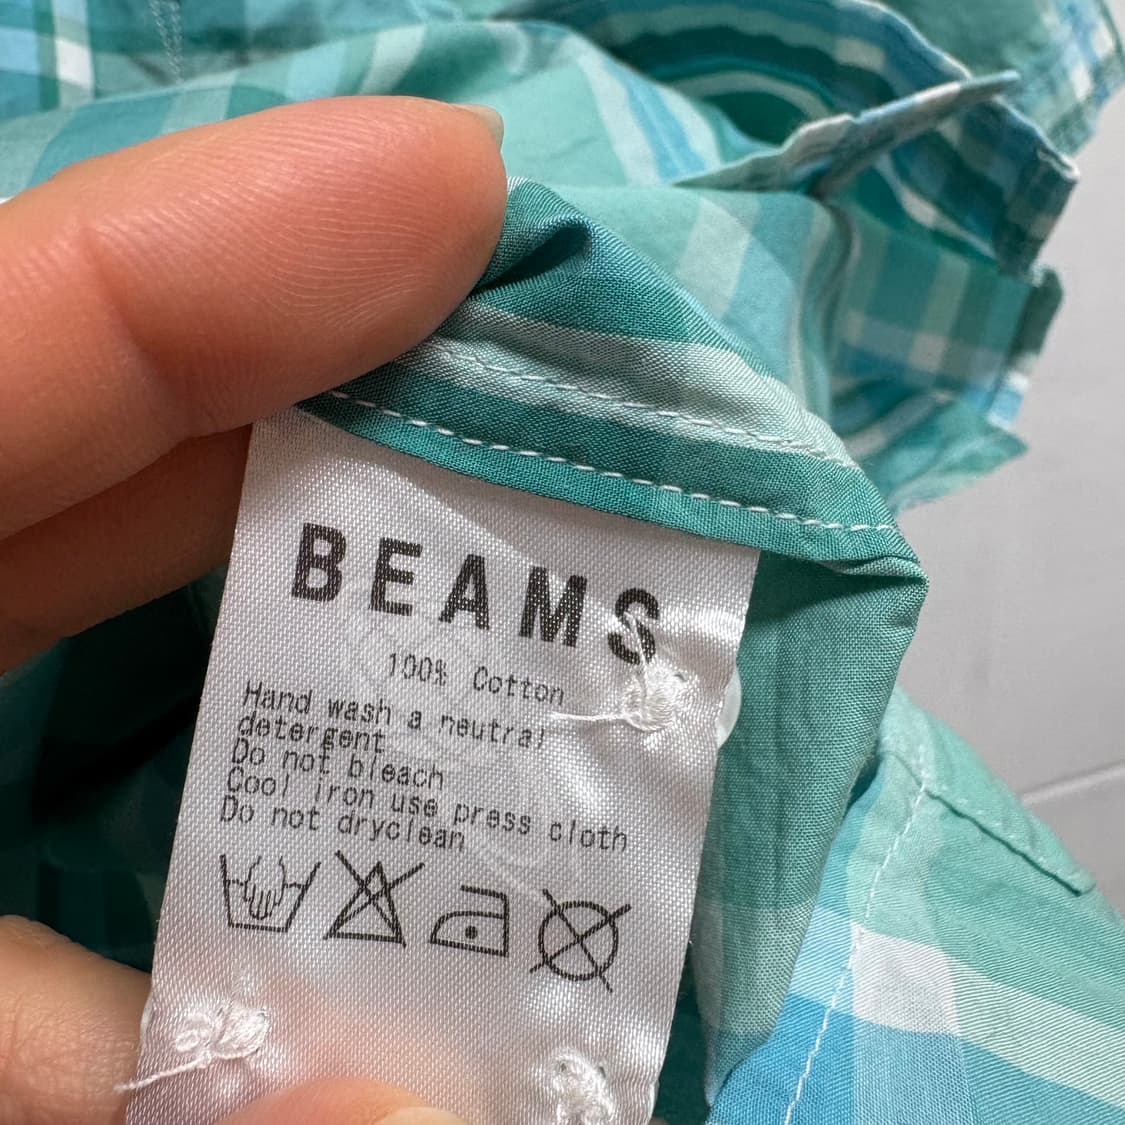 BEAMS
100% Cotton
Hand wash a neutral
detergent
Do not bleach
Cool iron use press cloth
Do not dryclean